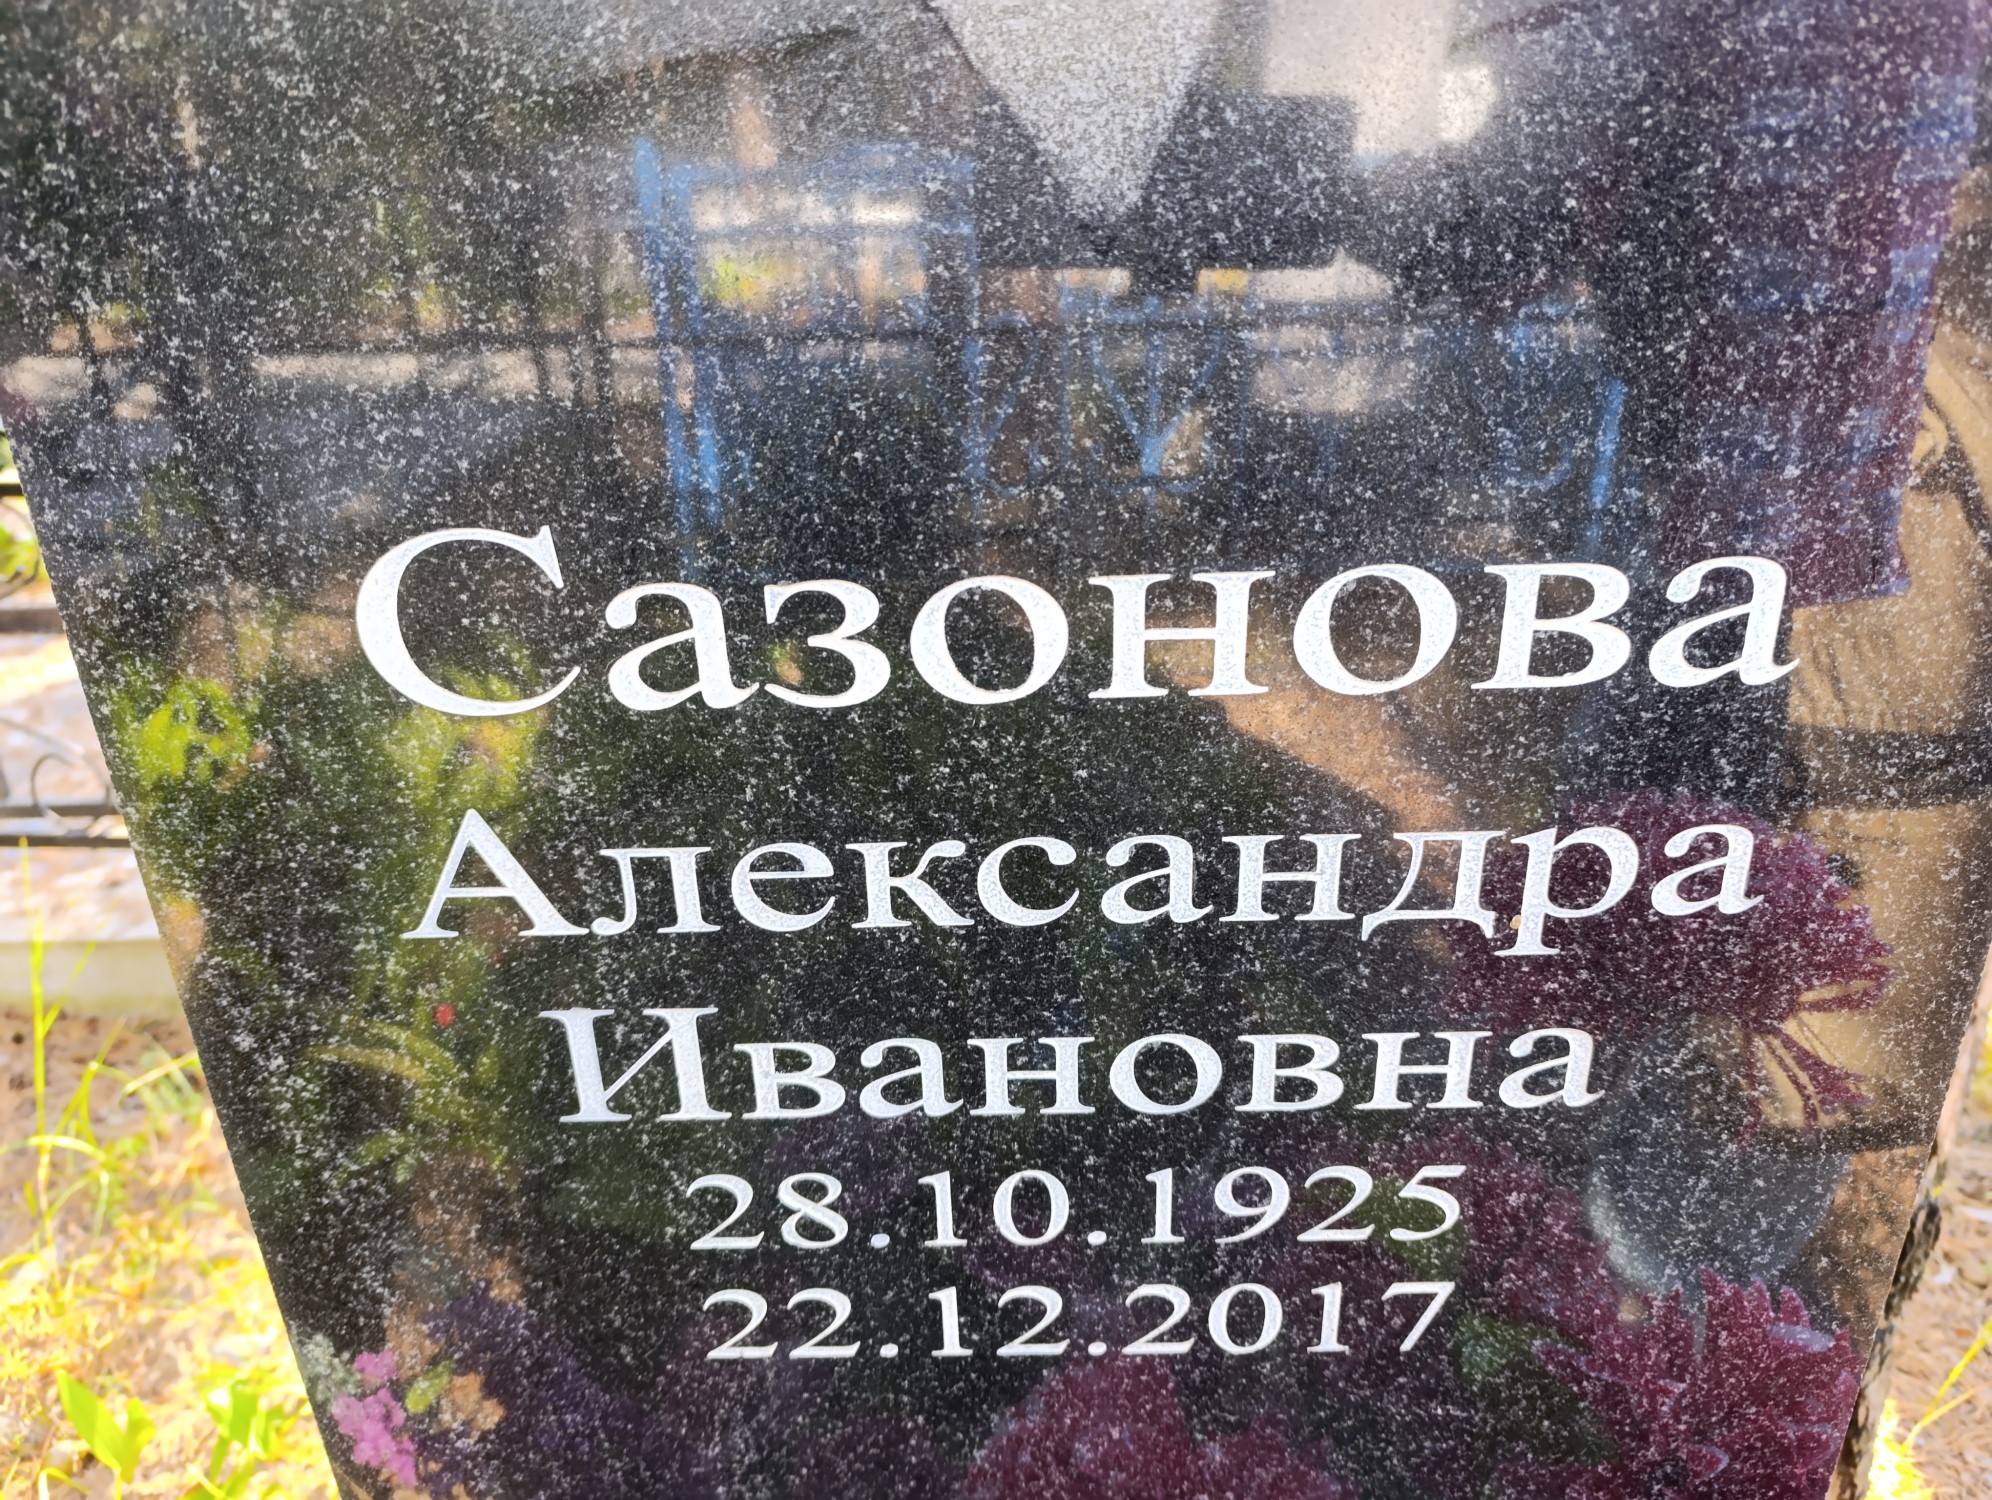 Сазонова
Александра
Ивановна
28.10.1925
22.12.2017